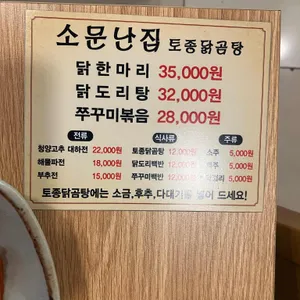 소문난집 토종닭곰탕
닭한마리 35,000원
닭도리탕 32,000원
쭈꾸미볶음 28,000원
전류 식사류 주류
청양고추 대하전 22,000원 토종닭곰탕 12,000원 소주 5,000원
해물파전 18,000원 닭도리백반 12,000원 맥주 5,000원
부추전 15,000원 쭈꾸미백반 12,000원 막걸리 5,000원
토종닭곰탕에는 소금,후추,다대기를 넣어 드세요!